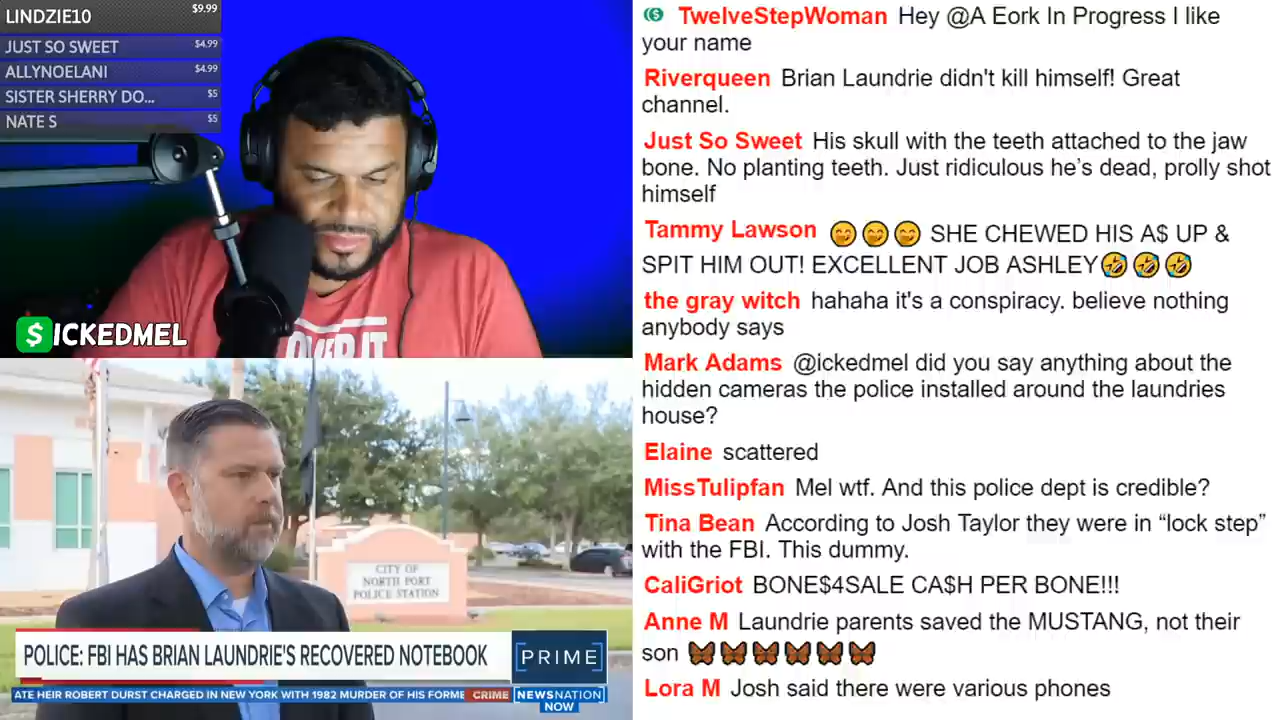 LINDZIE10 $9.99
JUST SO SWEET $4.99
ALLYNOELANI $4.99
SISTER SHERRY DO... $5
NATE S $5
$ICKEDMEL
OVER IT
CITY OF
NORTH PORT
POLICE STATION
POLICE: FBI HAS BRIAN LAUNDRIE'S RECOVERED NOTEBOOK
PRIME
ATE HEIR ROBERT DURST CHARGED IN NEW YORK WITH 1982 MURDER OF HIS FORME CRIME NEWSNATION
NOW
TwelveStepWoman Hey @A Eork In Progress I like
your name
Riverqueen Brian Laundrie didn't kill himself! Great
channel.
Just So Sweet His skull with the teeth attached to the jaw
bone. No planting teeth. Just ridiculous he's dead, prolly shot
himself
Tammy Lawson 🤭🤭🤭 SHE CHEWED HIS A$ UP &
SPIT HIM OUT! EXCELLENT JOB ASHLEY🤣🤣🤣
the gray witch hahaha it's a conspiracy. believe nothing
anybody says
Mark Adams @ickedmel did you say anything about the
hidden cameras the police installed around the laundries
house?
Elaine scattered
MissTulipfan Mel wtf. And this police dept is credible?
Tina Bean According to Josh Taylor they were in “lock step”
with the FBI. This dummy.
CaliGriot BONE$4SALE CA$H PER BONE!!!
Anne M Laundrie parents saved the MUSTANG, not their
son 🦋🦋🦋🦋🦋🦋
Lora M Josh said there were various phones